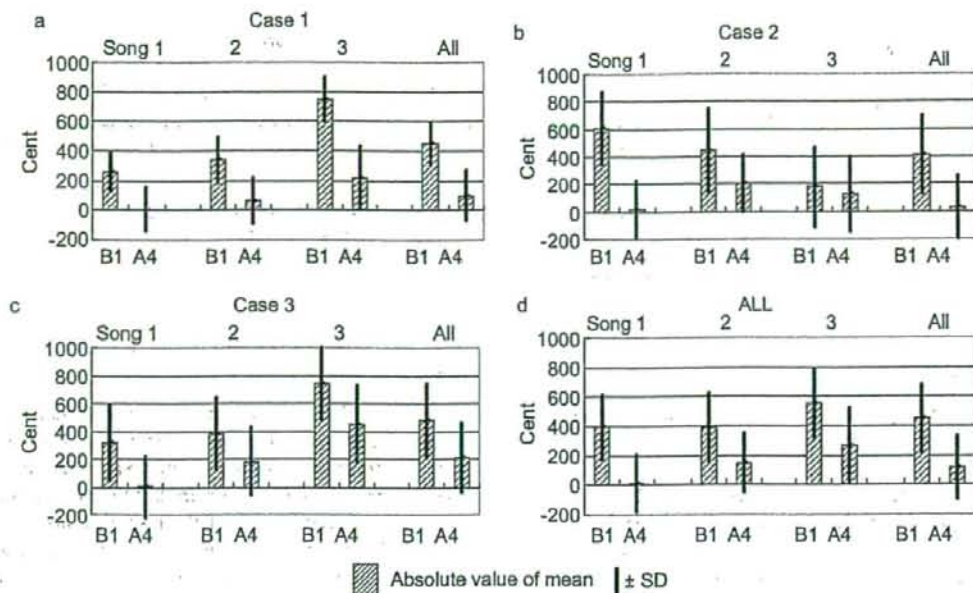 a
Case 1
Song 1 2 3 All
Cent
1000
800
600
400
200
0
-200
B1 A4 B1 A4 B1 A4 B1 A4
b
Case 2
Song 1 2 3 All
Cent
1000
800
600
400
200
0
-200
B1 A4 B1 A4 B1 A4 B1 A4
c
Case 3
Song 1 2 3 All
Cent
1000
800
600
400
200
0
-200
B1 A4 B1 A4 B1 A4 B1 A4
d
ALL
Song 1 2 3 All
Cent
1000
800
600
400
200
0
-200
B1 A4 B1 A4 B1 A4 B1 A4
Absolute value of mean ± SD